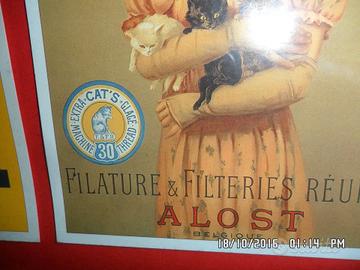 EXTRA · CAT'S · GLACE
MACHINE 30 THREAD
FILATURE & FILTERIES RÉU
ALOST
BELGIQUE
18/10/2016 01:14 PM